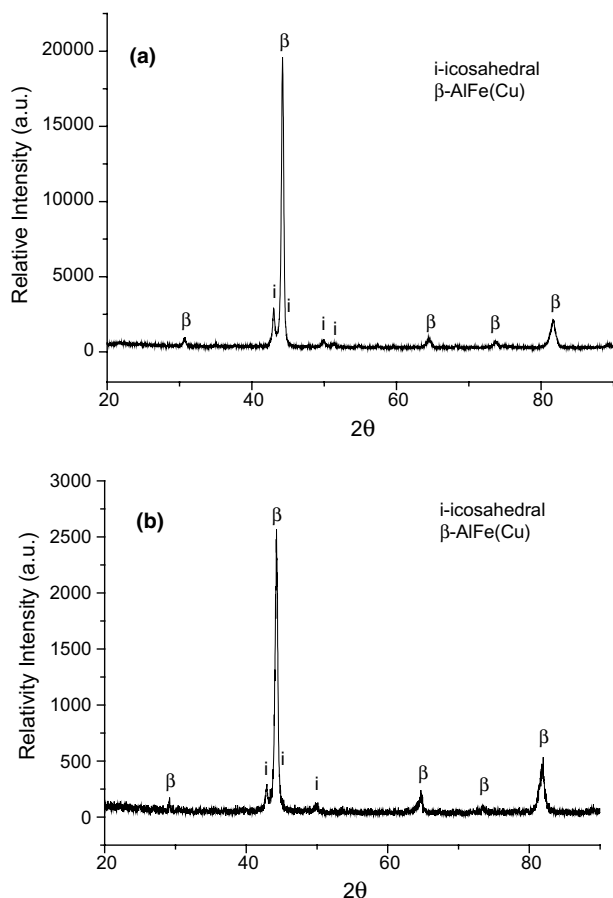 (a)
i-icosahedral
β-AlFe(Cu)
Relative Intensity (a.u.)
20000
15000
10000
5000
0
β
i
β
i
i
i
β
β
β
20
40
60
80
2θ
(b)
i-icosahedral
β-AlFe(Cu)
Relativity Intensity (a.u.)
3000
2500
2000
1500
1000
500
0
β
i
β
i
i
β
β
β
20
40
60
80
2θ